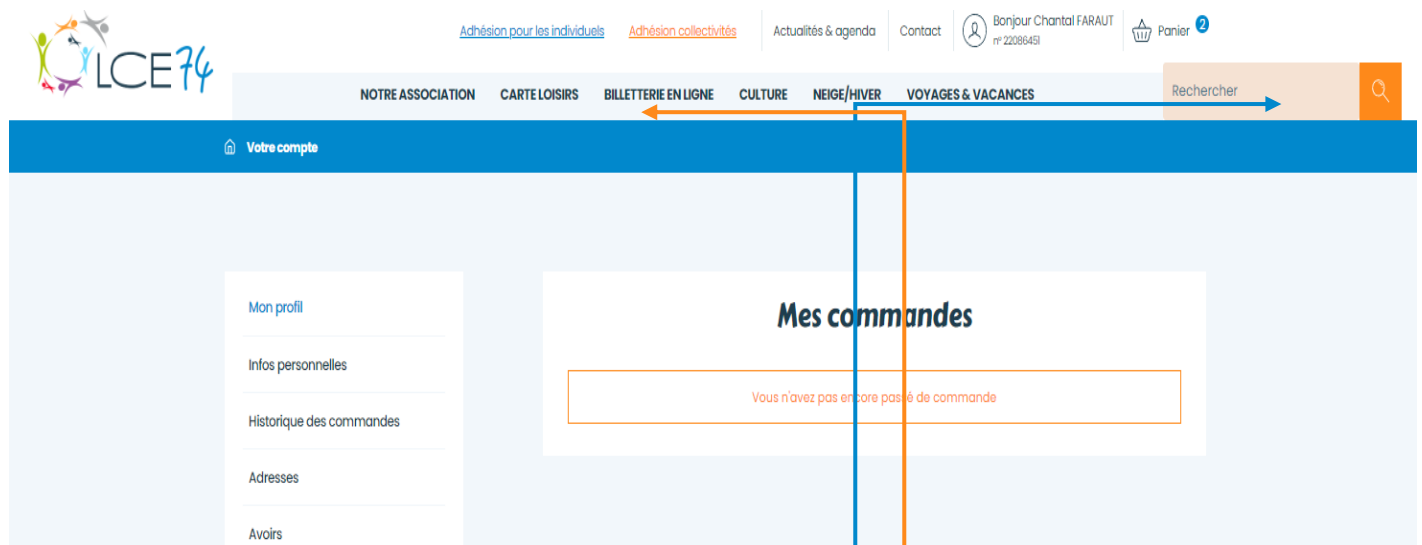 LCE74
Adhésion pour les individuels
Adhésion collectivités
Actualités & agenda
Contact
Bonjour Chantal FARAUT
n° 22086451
Panier 2
NOTRE ASSOCIATION
CARTE LOISIRS
BILLETTERIE EN LIGNE
CULTURE
NEIGE/HIVER
VOYAGES & VACANCES
Rechercher
Votre compte
Mon profil
Infos personnelles
Historique des commandes
Adresses
Avoirs
Mes commandes
Vous n'avez pas encore passé de commande